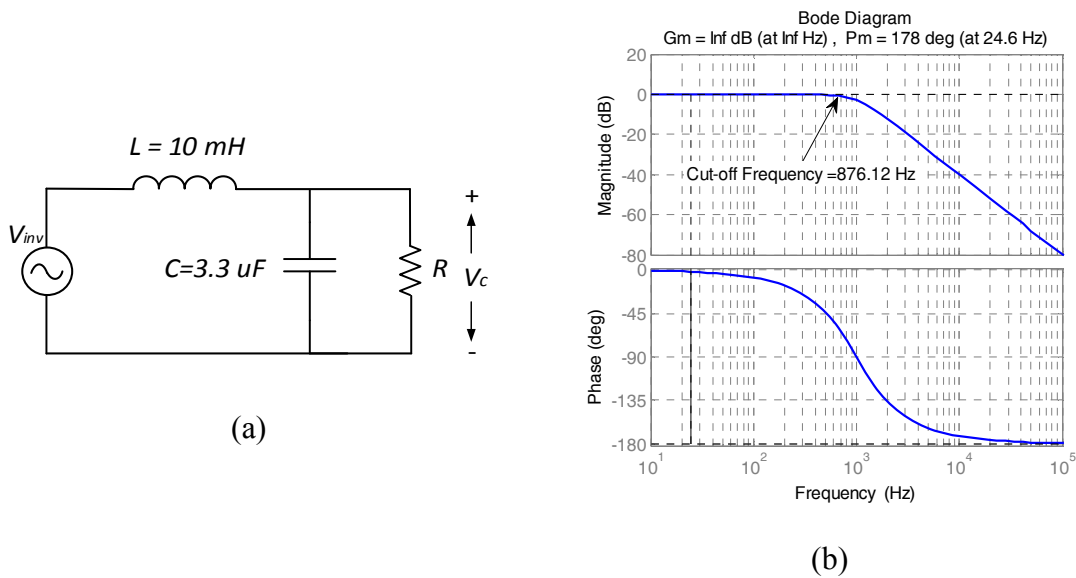 L = 10 mH
Vinv
C=3.3 uF
R
+
Vc
-
(a)
Bode Diagram
Gm = Inf dB (at Inf Hz) , Pm = 178 deg (at 24.6 Hz)
Magnitude (dB)
20
0
-20
-40
-60
-80
Cut-off Frequency =876.12 Hz
Phase (deg)
0
-45
-90
-135
-180
10^1 10^2 10^3 10^4 10^5
Frequency (Hz)
(b)